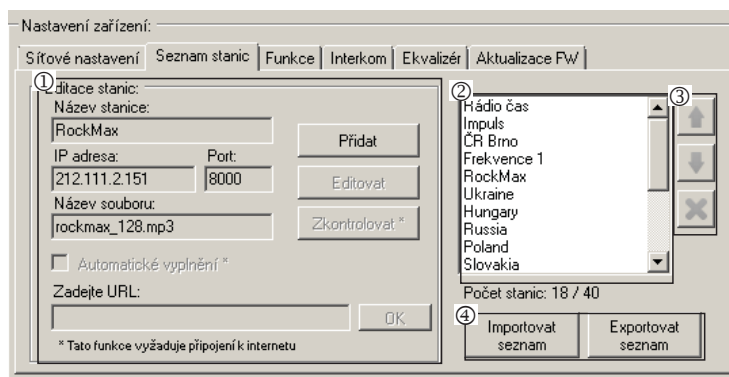 Nastavení zařízení:
Síťové nastavení Seznam stanic Funkce Interkom Ekvalizér Aktualizace FW
①
Editace stanic:
Název stanice:
RockMax
IP adresa: Port:
212.111.2.151 8000
Název souboru:
rockmax_128.mp3
Automatické vyplnění *
Zadejte URL:
* Tato funkce vyžaduje připojení k internetu
Přidat
Editovat
Zkontrolovat *
OK
②
Rádio čas
Impuls
ČR Brno
Frekvence 1
RockMax
Ukraine
Hungary
Russia
Poland
Slovakia
③
Počet stanic: 18 / 40
④
Importovat
seznam
Exportovat
seznam